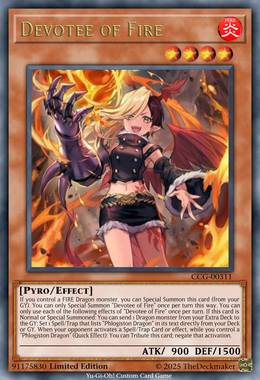 Devotee of Fire
FIRE
炎
CCG-00311
[Pyro/Effect]
If you control a FIRE Dragon monster, you can Special Summon this card (from your
GY). You can only Special Summon "Devotee of Fire" once per turn this way. You can
only use each of the following effects of "Devotee of Fire" once per turn. If this card is
Normal or Special Summoned: You can send 1 Dragon monster from your Extra Deck to
the GY: Set 1 Spell/Trap that lists "Phlogiston Dragon" in its text directly from your Deck
or GY. When your opponent activates a Spell/Trap Card or effect, while you control a
"Phlogiston Dragon" (Quick Effect): You can Tribute this card; negate that activation.
ATK/ 900 DEF/1500
91175830 Limited Edition
© 2025 TheDeckmaker
Yu-Gi-Oh! Custom Card Game